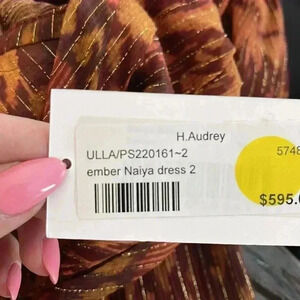 H.Audrey
ULLA/PS220161~2 5748
ember Naiya dress 2
$595.0